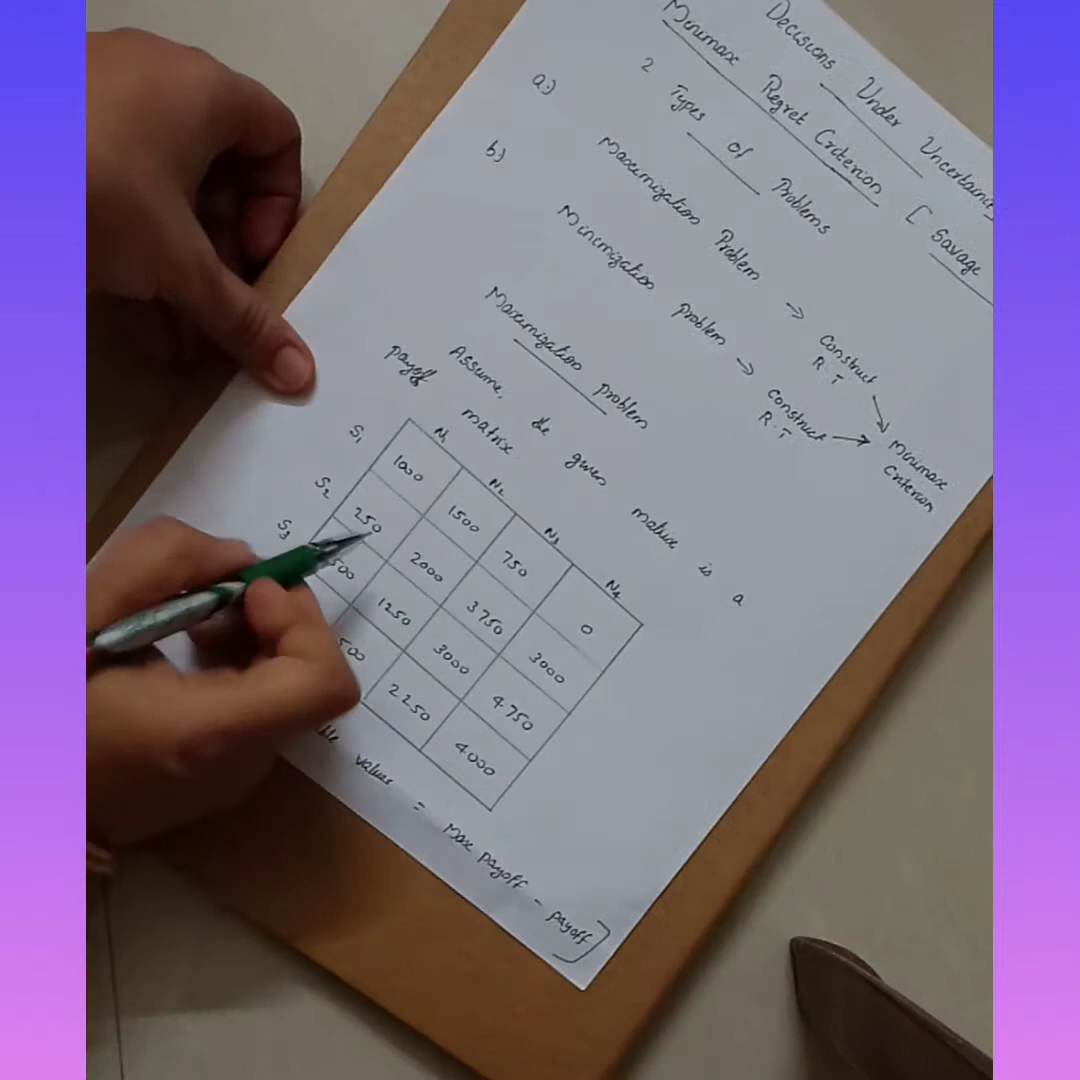 Decisions Under
Minimax Regret Criterion [ Savage
2 Types of Problems
a) Maximization Problem → Construct R.T
b) Minimization problem → Construct R.T → Minimax Criterion
Maximization problem
Assume, the given matrix is a
payoff matrix.
N₁ N₂ N₃ N₄
S₁ 1000 1500 750 0
S₂ 250 2000 3750 3000
S₃ 500 1250 3000 4750
500 2250 4000
values = Max payoff - payoff]